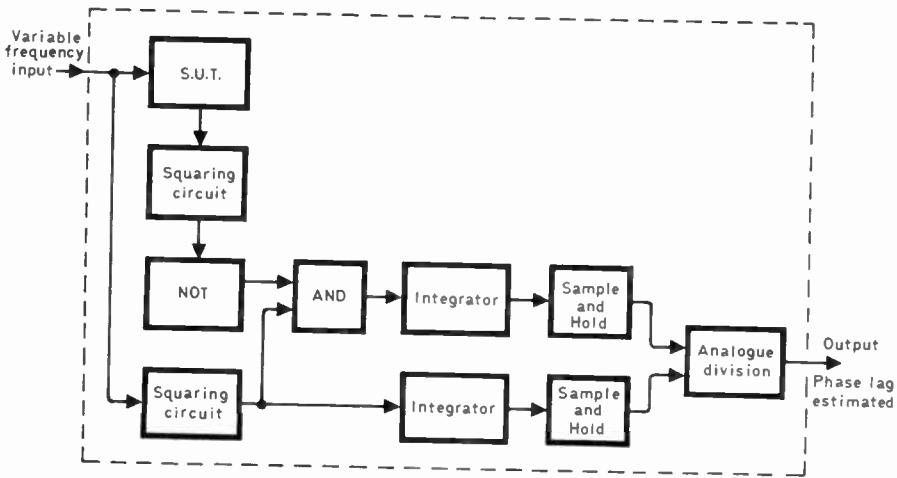 Variable
frequency
input
S.U.T.
Squaring
circuit
NOT
AND
Integrator
Sample
and
Hold
Analogue
division
Output
Phase lag
estimated
Squaring
circuit
Integrator
Sample
and
Hold